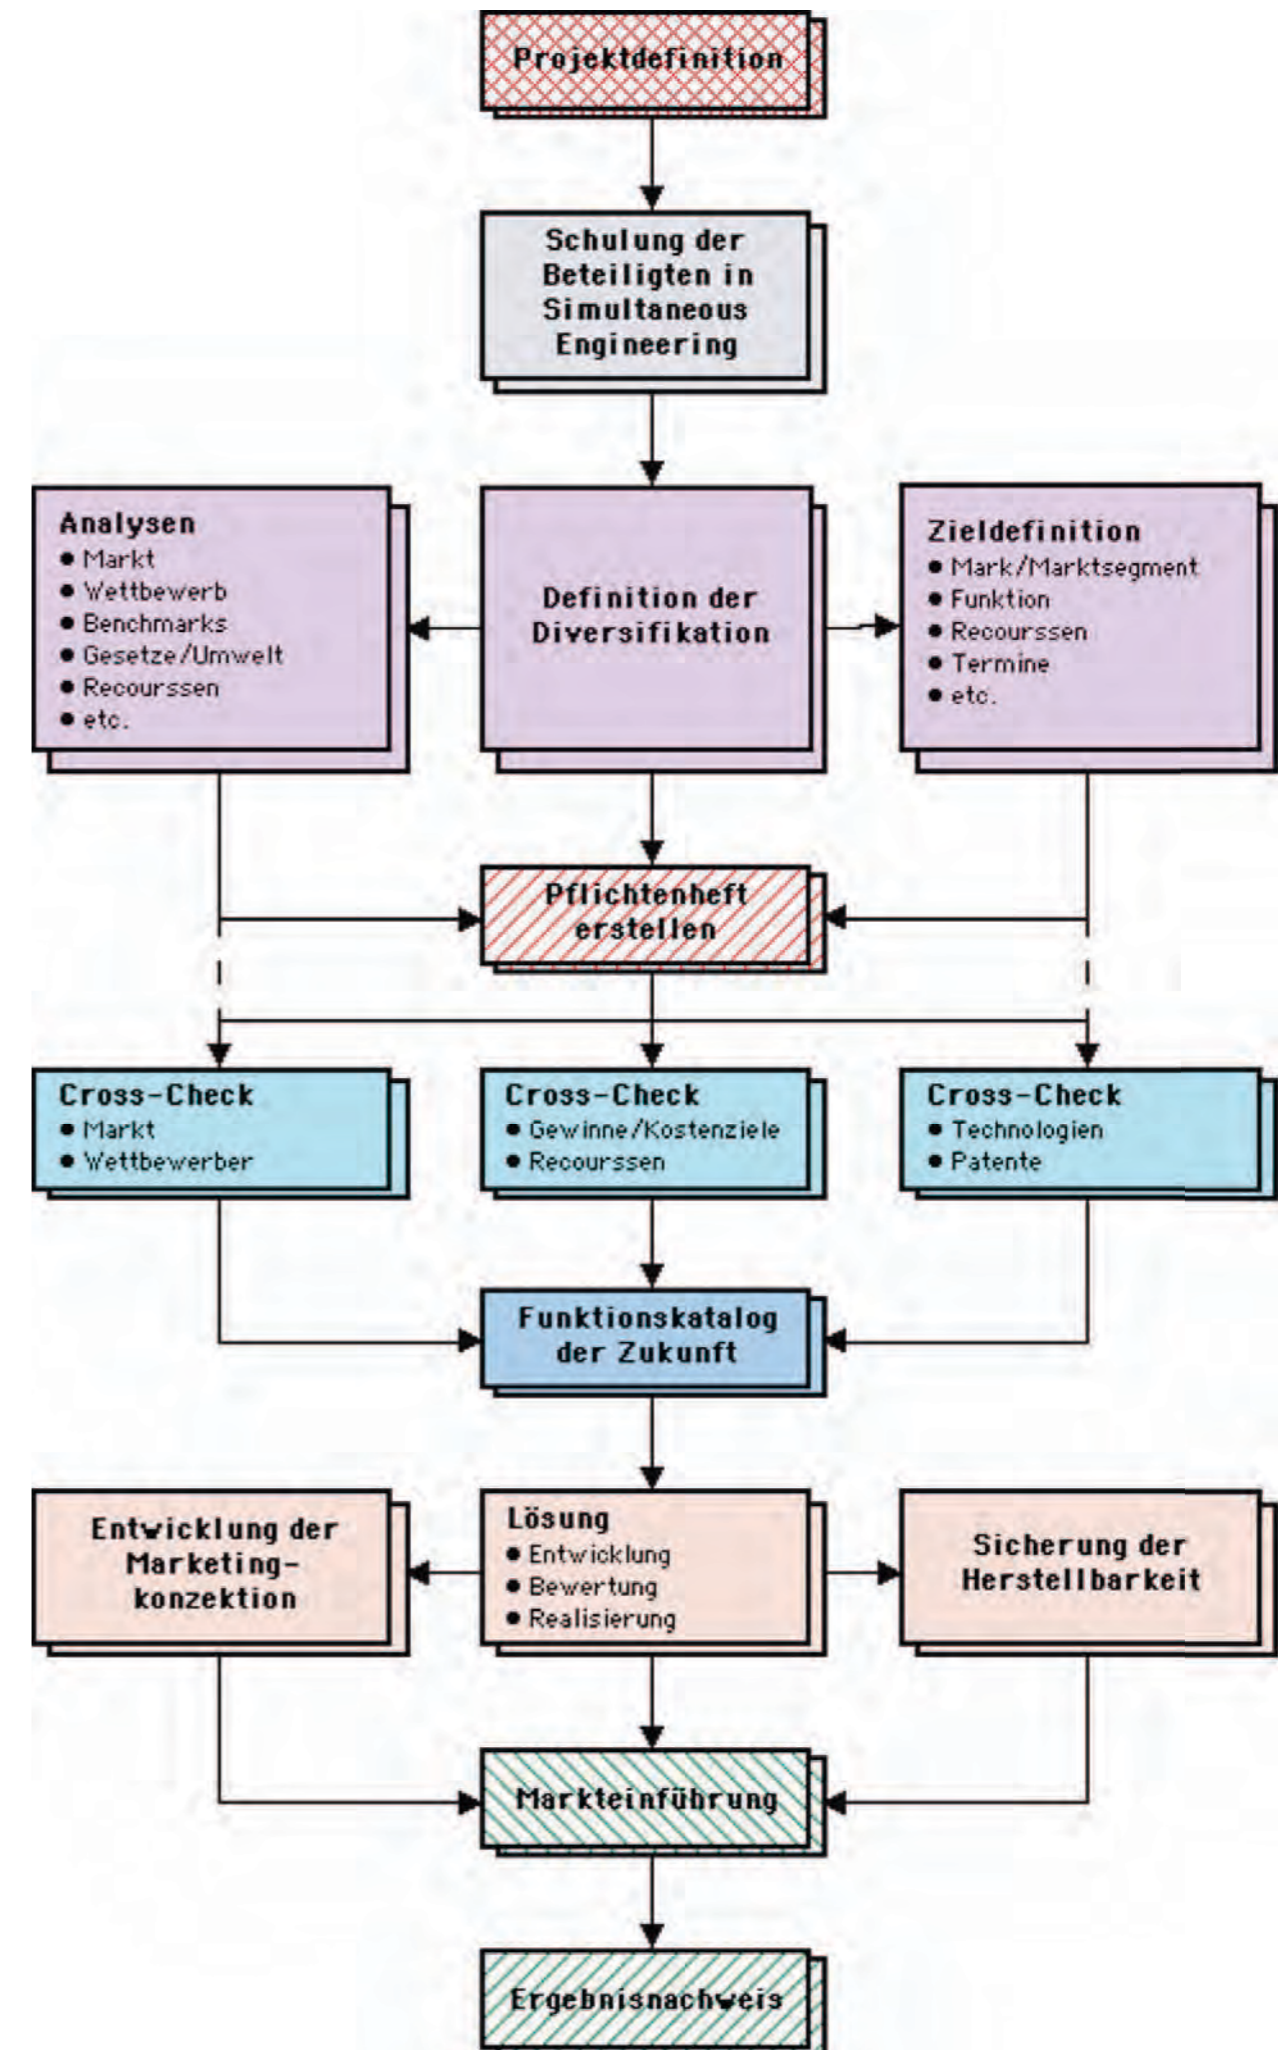 Projektdefinition
Schulung der
Beteiligten in
Simultaneous
Engineering
Analysen
● Markt
● Wettbewerb
● Benchmarks
● Gesetze/Umwelt
● Recourssen
● etc.
Definition der
Diversifikation
Zieldefinition
● Mark/Marktsegment
● Funktion
● Recourssen
● Termine
● etc.
Pflichtenheft
erstellen
Cross-Check
● Markt
● Wettbewerber
Cross-Check
● Gewinne/Kostenziele
● Recourssen
Cross-Check
● Technologien
● Patente
Funktionskatalog
der Zukunft
Entwicklung der
Marketing-
konzektion
Lösung
● Entwicklung
● Bewertung
● Realisierung
Sicherung der
Herstellbarkeit
Markteinführung
Ergebnisnachweis